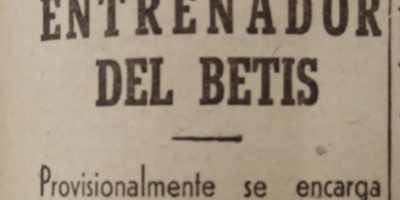 ENTRENADOR
DEL BETIS
Provisionalmente se encarga